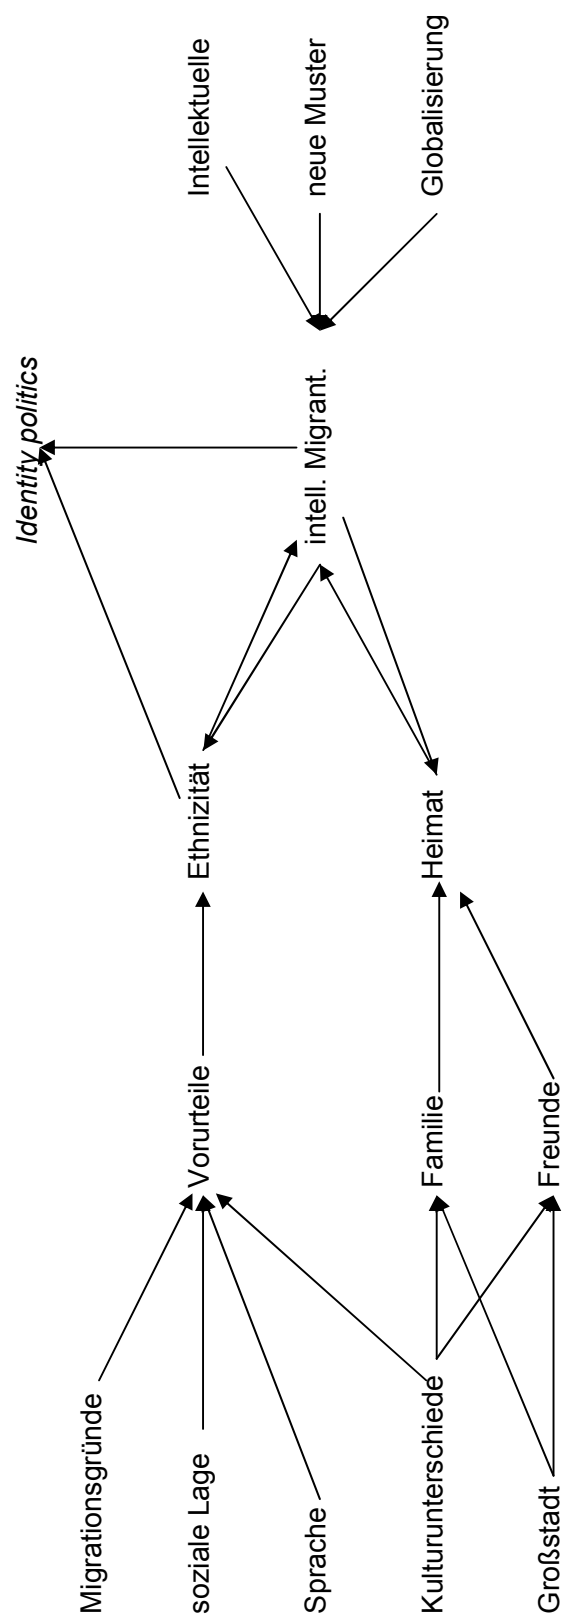 Migrationsgründe
soziale Lage
Sprache
Kulturunterschiede
Großstadt
Vorurteile
Familie
Freunde
Ethnizität
Heimat
Identity politics
intell. Migrant.
Intellektuelle
neue Muster
Globalisierung